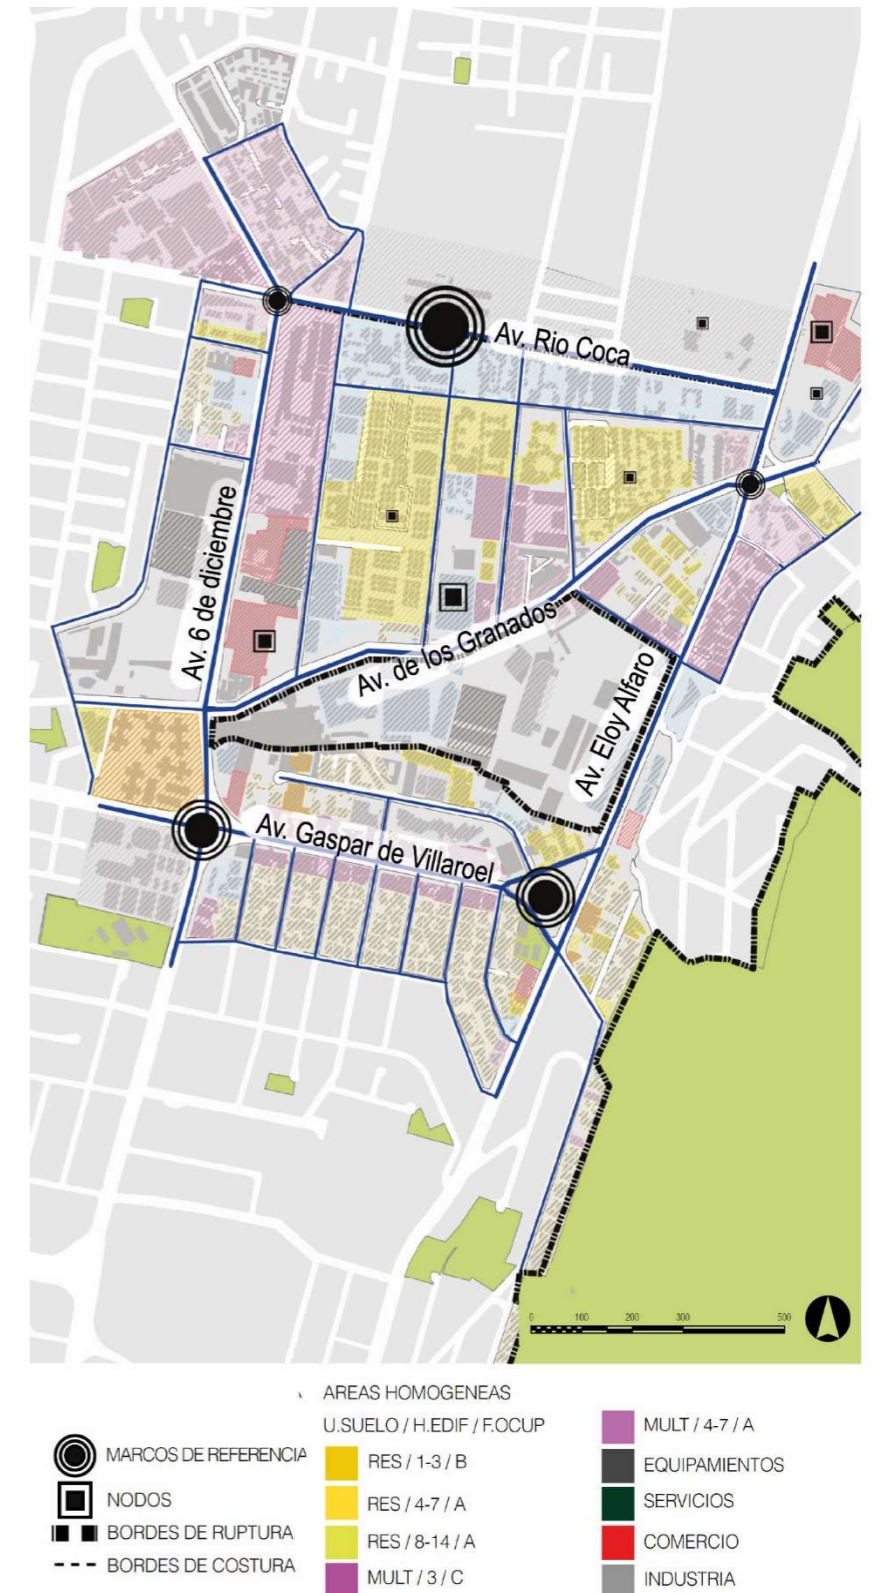 Av. Rio Coca
Av. 6 de diciembre
Av. de los Granados
Av. Eloy Alfaro
Av. Gaspar de Villaroel
0 100 200 300 500
AREAS HOMOGENEAS
U.SUELO / H.EDIF / F.OCUP
MARCOS DE REFERENCIA
NODOS
BORDES DE RUPTURA
BORDES DE COSTURA
RES / 1-3 / B
RES / 4-7 / A
RES / 8-14 / A
MULT / 3 / C
MULT / 4-7 / A
EQUIPAMIENTOS
SERVICIOS
COMERCIO
INDUSTRIA